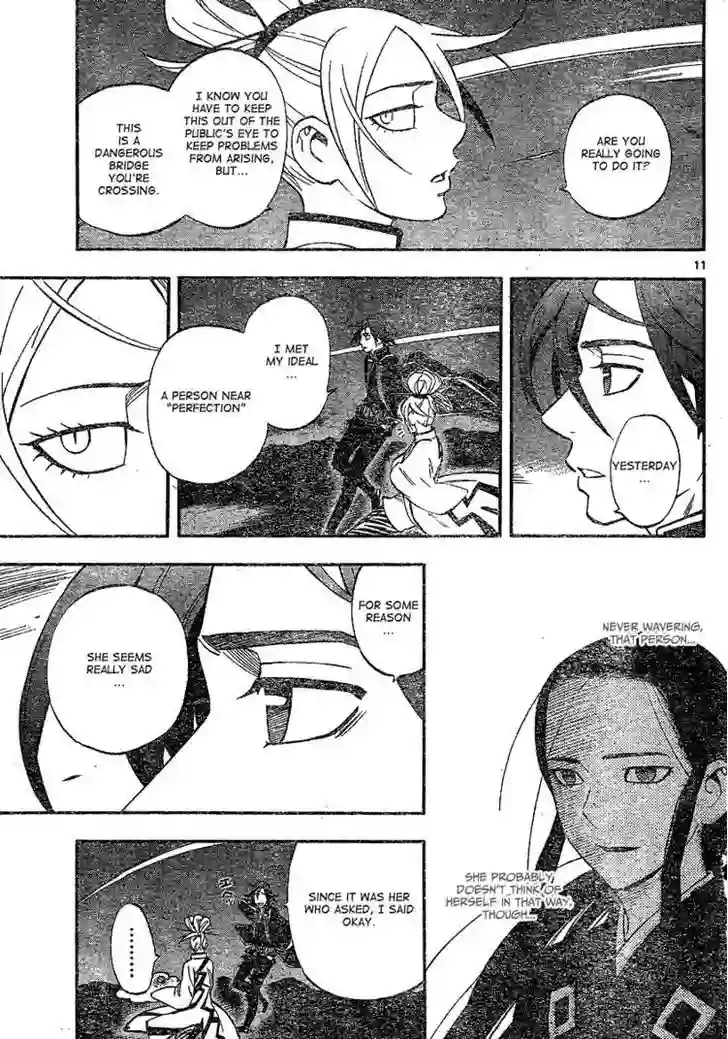 ARE YOU
REALLY GOING
TO DO IT?
I KNOW YOU
HAVE TO KEEP
THIS OUT OF THE
PUBLIC'S EYE TO
KEEP PROBLEMS
FROM ARISING,
BUT...
THIS
IS A
DANGEROUS
BRIDGE
YOU'RE
CROSSING.
11
YESTERDAY
...
I MET
MY IDEAL
...
A PERSON NEAR
"PERFECTION"
NEVER WAVERING,
THAT PERSON...
FOR SOME
REASON
...
SHE SEEMS
REALLY SAD
...
SHE PROBABLY
DOESN'T THINK OF
HERSELF IN THAT WAY,
THOUGH...
SINCE IT WAS HER
WHO ASKED, I SAID
OKAY.
........